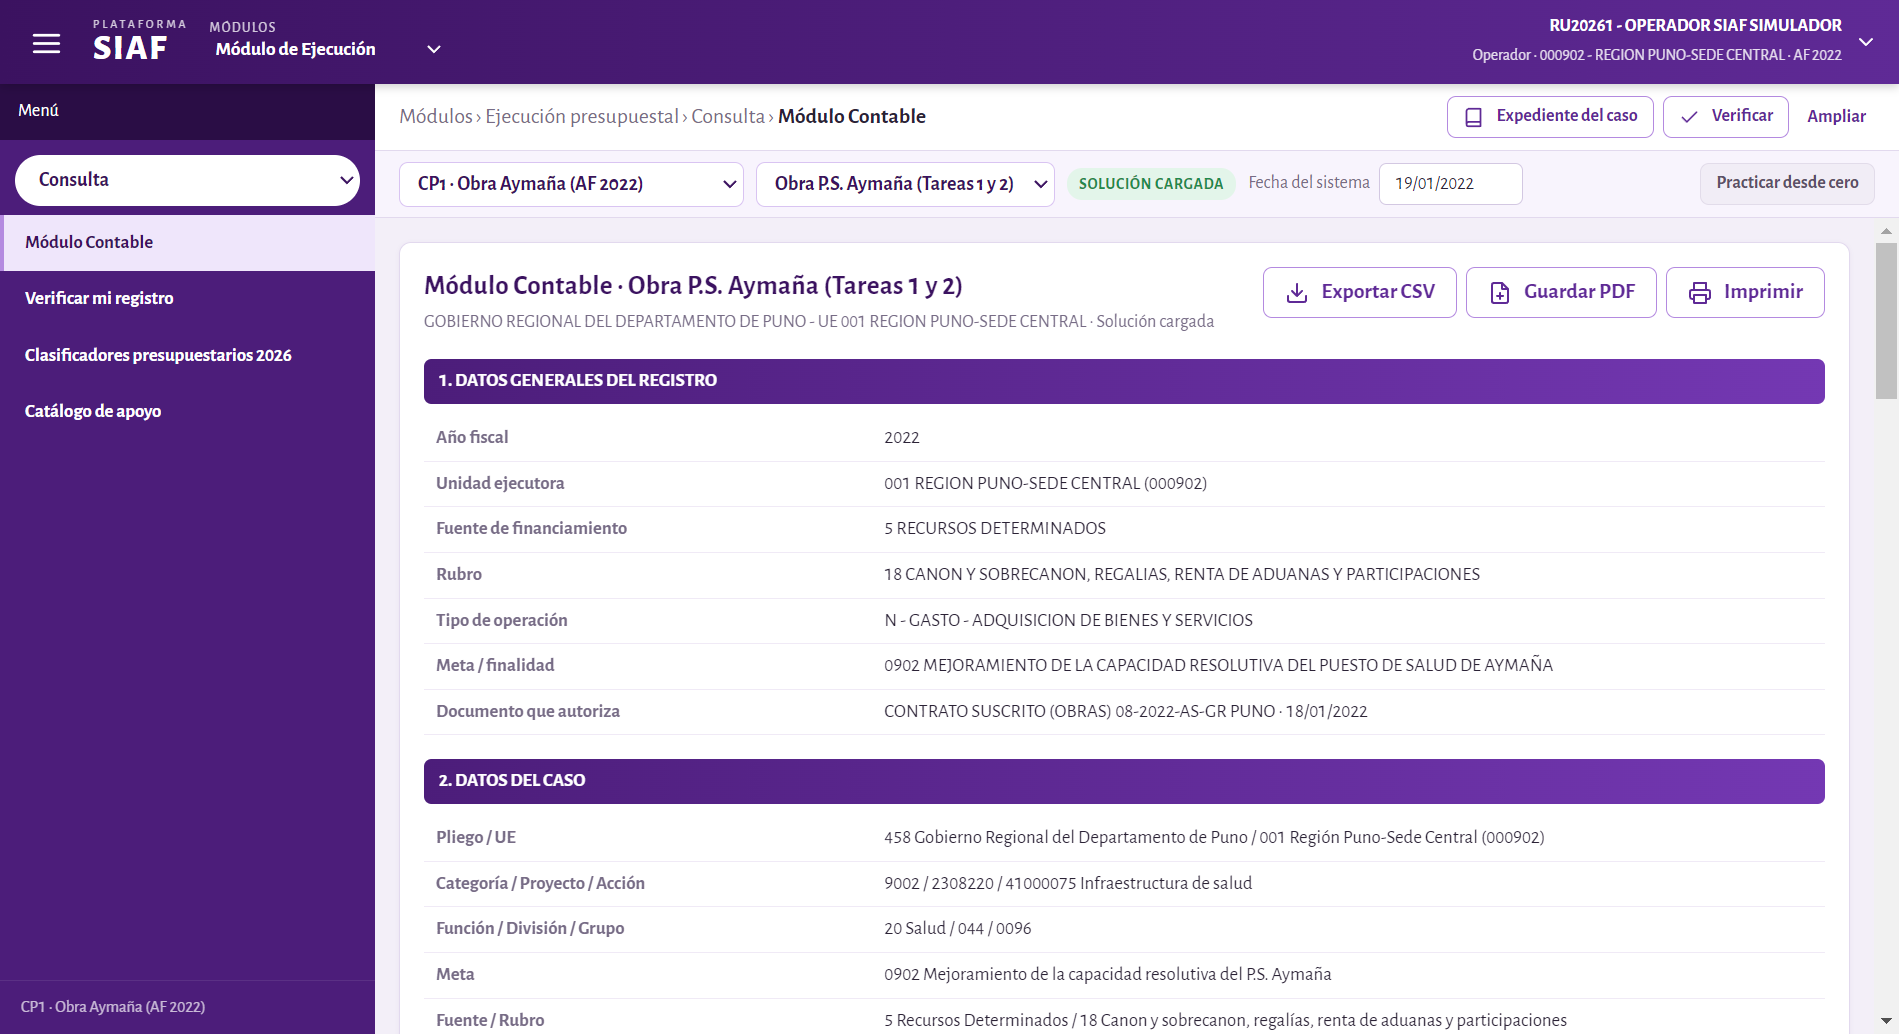 PLATAFORMA
SIAF
MÓDULOS
Módulo de Ejecución
RU20261 - OPERADOR SIAF SIMULADOR
Operador · 000902 - REGION PUNO-SEDE CENTRAL · AF 2022
Menú
Consulta
Módulo Contable
Verificar mi registro
Clasificadores presupuestarios 2026
Catálogo de apoyo
CP1 · Obra Aymaña (AF 2022)
Módulos › Ejecución presupuestal › Consulta › Módulo Contable
Expediente del caso
Verificar
Ampliar
CP1 · Obra Aymaña (AF 2022)
Obra P.S. Aymaña (Tareas 1 y 2)
SOLUCIÓN CARGADA
Fecha del sistema
19/01/2022
Practicar desde cero
Módulo Contable · Obra P.S. Aymaña (Tareas 1 y 2)
GOBIERNO REGIONAL DEL DEPARTAMENTO DE PUNO - UE 001 REGION PUNO-SEDE CENTRAL · Solución cargada
Exportar CSV
Guardar PDF
Imprimir
1. DATOS GENERALES DEL REGISTRO
Año fiscal 2022
Unidad ejecutora 001 REGION PUNO-SEDE CENTRAL (000902)
Fuente de financiamiento 5 RECURSOS DETERMINADOS
Rubro 18 CANON Y SOBRECANON, REGALIAS, RENTA DE ADUANAS Y PARTICIPACIONES
Tipo de operación N - GASTO - ADQUISICION DE BIENES Y SERVICIOS
Meta / finalidad 0902 MEJORAMIENTO DE LA CAPACIDAD RESOLUTIVA DEL PUESTO DE SALUD DE AYMAÑA
Documento que autoriza CONTRATO SUSCRITO (OBRAS) 08-2022-AS-GR PUNO · 18/01/2022
2. DATOS DEL CASO
Pliego / UE 458 Gobierno Regional del Departamento de Puno / 001 Región Puno-Sede Central (000902)
Categoría / Proyecto / Acción 9002 / 2308220 / 41000075 Infraestructura de salud
Función / División / Grupo 20 Salud / 044 / 0096
Meta 0902 Mejoramiento de la capacidad resolutiva del P.S. Aymaña
Fuente / Rubro 5 Recursos Determinados / 18 Canon y sobrecanon, regalías, renta de aduanas y participaciones